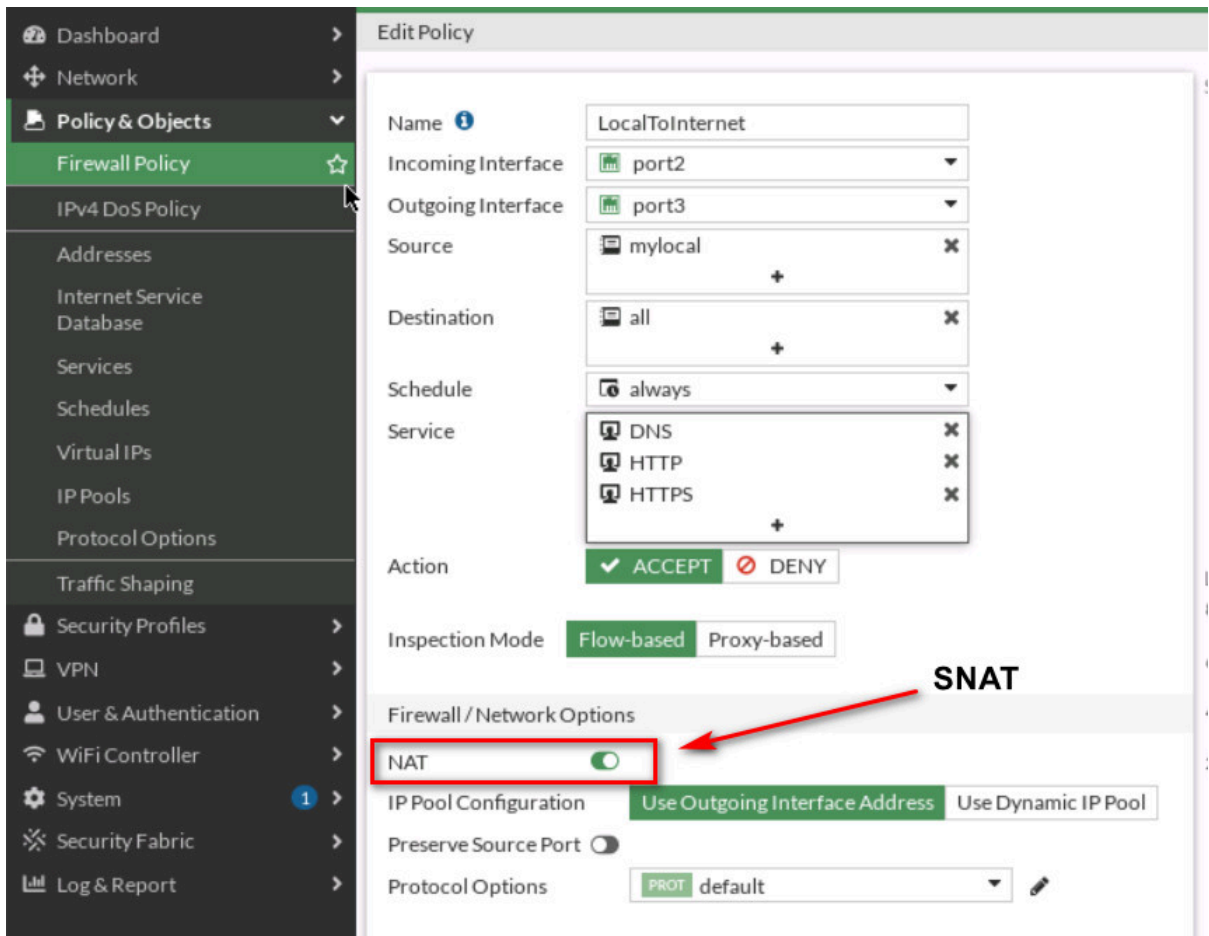 Dashboard
Network
Policy & Objects
Firewall Policy
IPv4 DoS Policy
Addresses
Internet Service
Database
Services
Schedules
Virtual IPs
IP Pools
Protocol Options
Traffic Shaping
Security Profiles
VPN
User & Authentication
WiFi Controller
System 1
Security Fabric
Log & Report
Edit Policy
Name
LocalToInternet
Incoming Interface port2
Outgoing Interface port3
Source mylocal
Destination all
Schedule always
Service DNS
HTTP
HTTPS
Action ACCEPT DENY
Inspection Mode Flow-based Proxy-based
SNAT
Firewall / Network Options
NAT
IP Pool Configuration Use Outgoing Interface Address Use Dynamic IP Pool
Preserve Source Port
Protocol Options PROT default